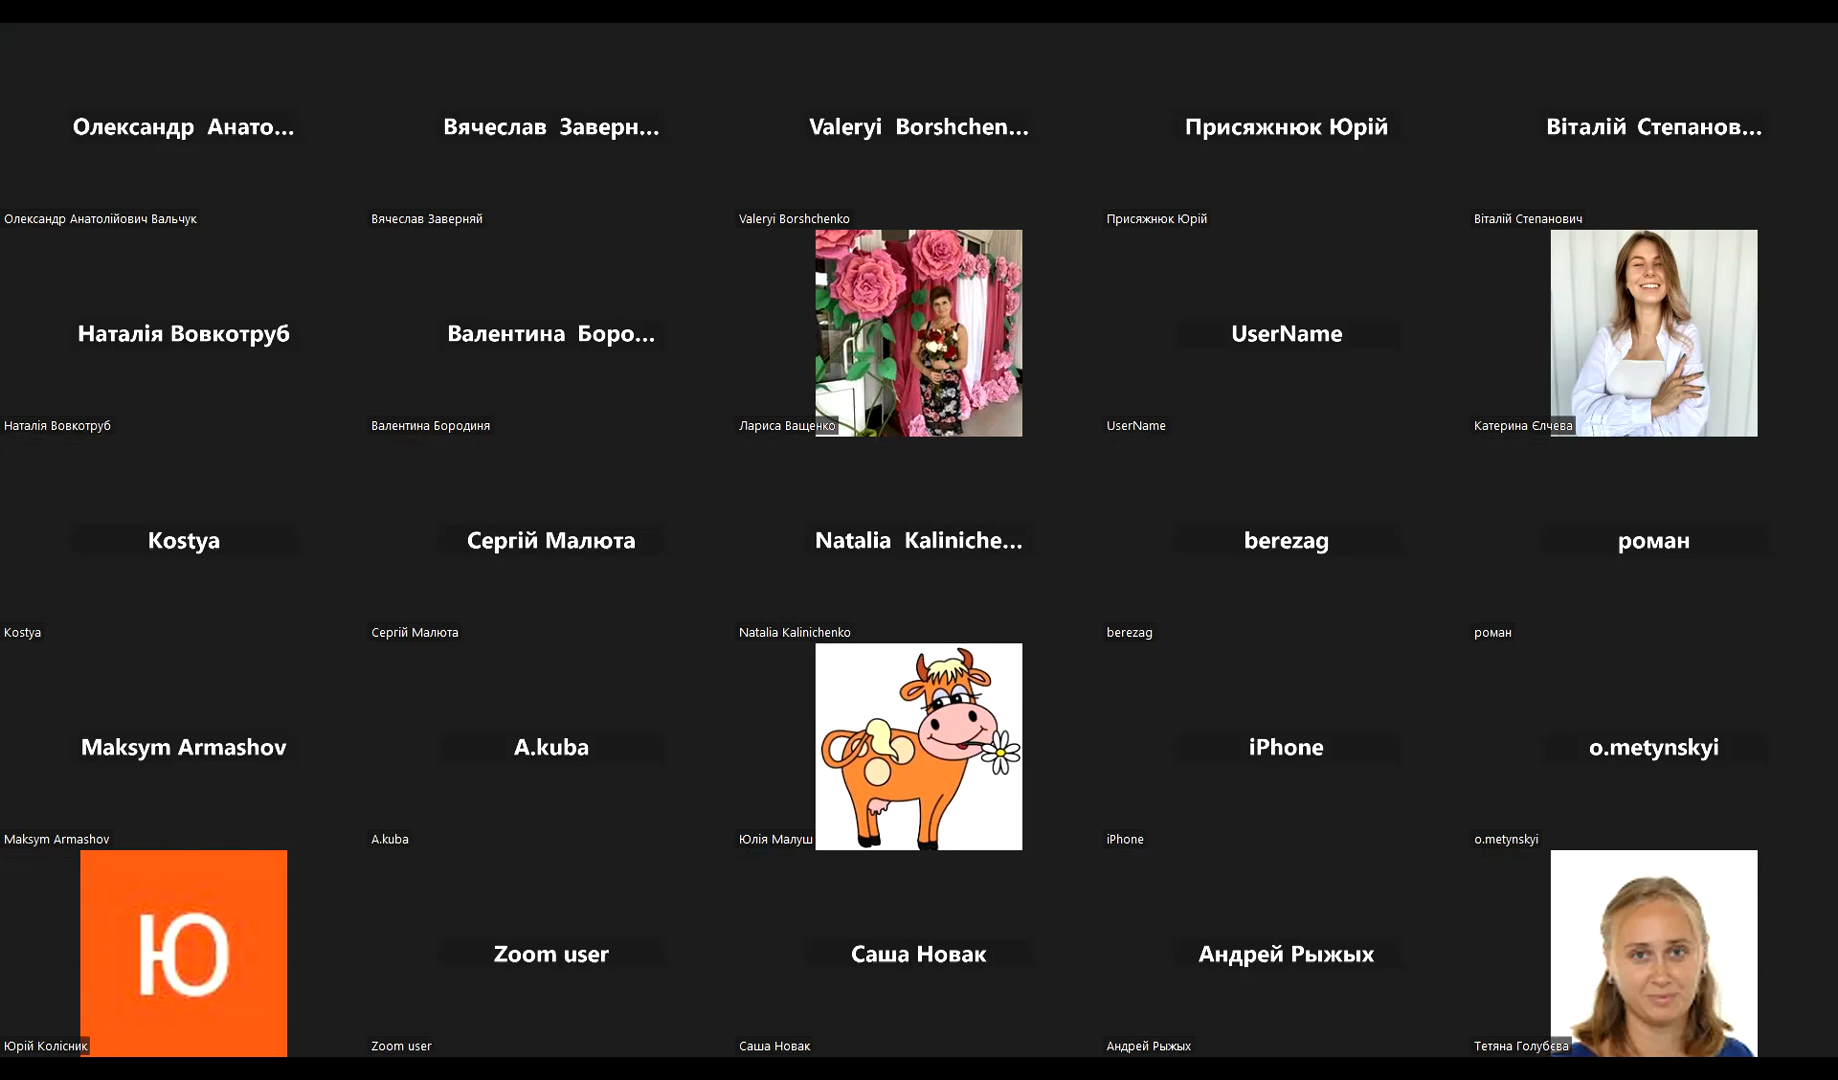 Олександр Анато...
Вячеслав Заверн...
Valeryi Borshchen...
Присяжнюк Юрій
Віталій Степанов...
Олександр Анатолійович Вальчук
Вячеслав Заверняй
Valeryi Borshchenko
Присяжнюк Юрій
Віталій Степанович
Наталія Вовкотруб
Валентина Боро...
UserName
Наталія Вовкотруб
Валентина Бородиня
Лариса Ващенко
UserName
Катерина Єлчева
Kostya
Сергій Малюта
Natalia Kaliniche...
berezag
роман
Kostya
Сергій Малюта
Natalia Kalinichenko
berezag
роман
Maksym Armashov
A.kuba
iPhone
o.metynskyi
Maksym Armashov
A.kuba
Юлія Малуш
iPhone
o.metynskyi
Ю
Zoom user
Саша Новак
Андрей Рыжых
Юрій Колісник
Zoom user
Саша Новак
Андрей Рыжых
Тетяна Голубєва